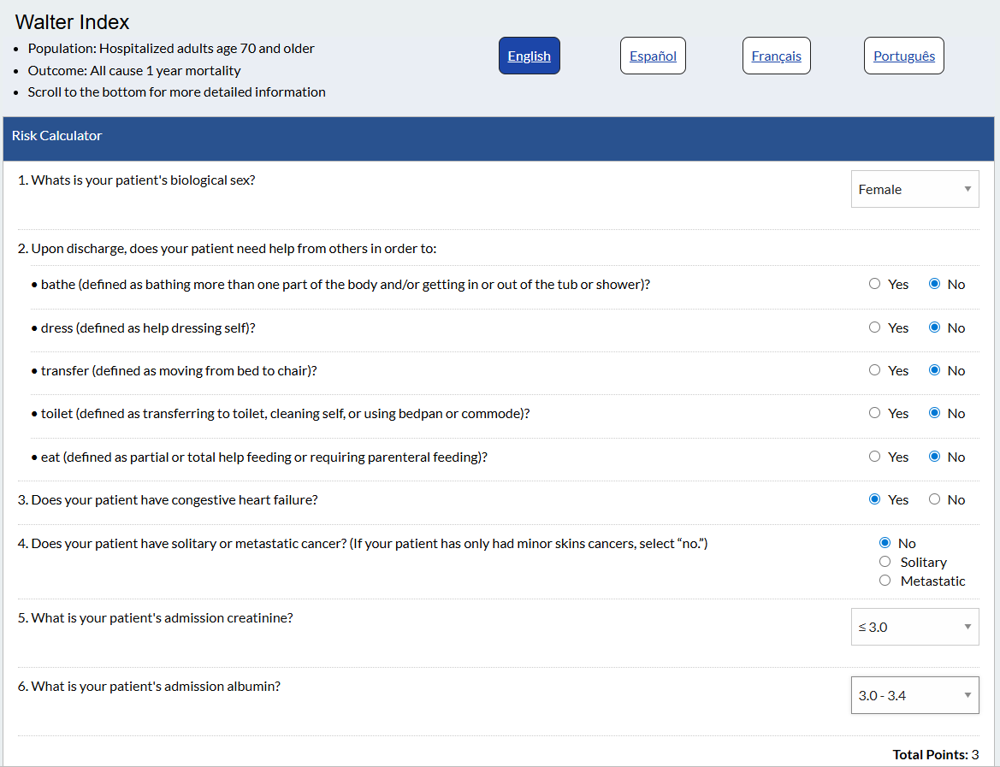 Walter Index
• Population: Hospitalized adults age 70 and older
• Outcome: All cause 1 year mortality
• Scroll to the bottom for more detailed information
English
Español
Français
Português
Risk Calculator
1. Whats is your patient's biological sex?
Female
2. Upon discharge, does your patient need help from others in order to:
• bathe (defined as bathing more than one part of the body and/or getting in or out of the tub or shower)?
Yes No
• dress (defined as help dressing self)?
Yes No
• transfer (defined as moving from bed to chair)?
Yes No
• toilet (defined as transferring to toilet, cleaning self, or using bedpan or commode)?
Yes No
• eat (defined as partial or total help feeding or requiring parenteral feeding)?
Yes No
3. Does your patient have congestive heart failure?
Yes No
4. Does your patient have solitary or metastatic cancer? (If your patient has only had minor skins cancers, select “no.”)
No
Solitary
Metastatic
5. What is your patient's admission creatinine?
≤ 3.0
6. What is your patient's admission albumin?
3.0 - 3.4
Total Points: 3